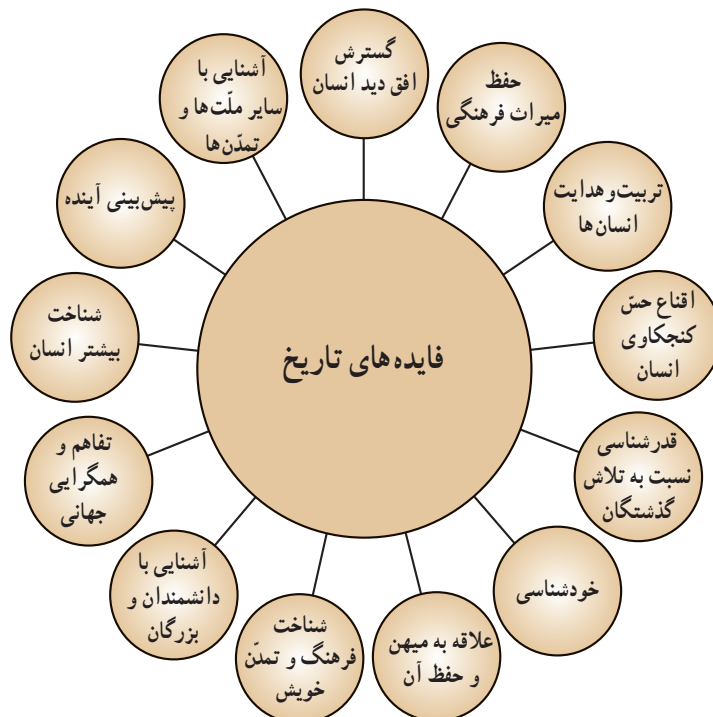 فایده‌های تاریخ
گسترش
افق دید انسان
حفظ
میراث فرهنگی
تربیت و هدایت
انسان‌ها
اقناع حسّ
کنجکاوی
انسان
قدرشناسی
نسبت به تلاش
گذشتگان
خودشناسی
علاقه به میهن
و حفظ آن
شناخت
فرهنگ و تمدّن
خویش
آشنایی با
دانشمندان و
بزرگان
تفاهم و
همگرایی
جهانی
شناخت
بیشتر انسان
پیش‌بینی آینده
آشنایی با
سایر ملّت‌ها و
تمدّن‌ها